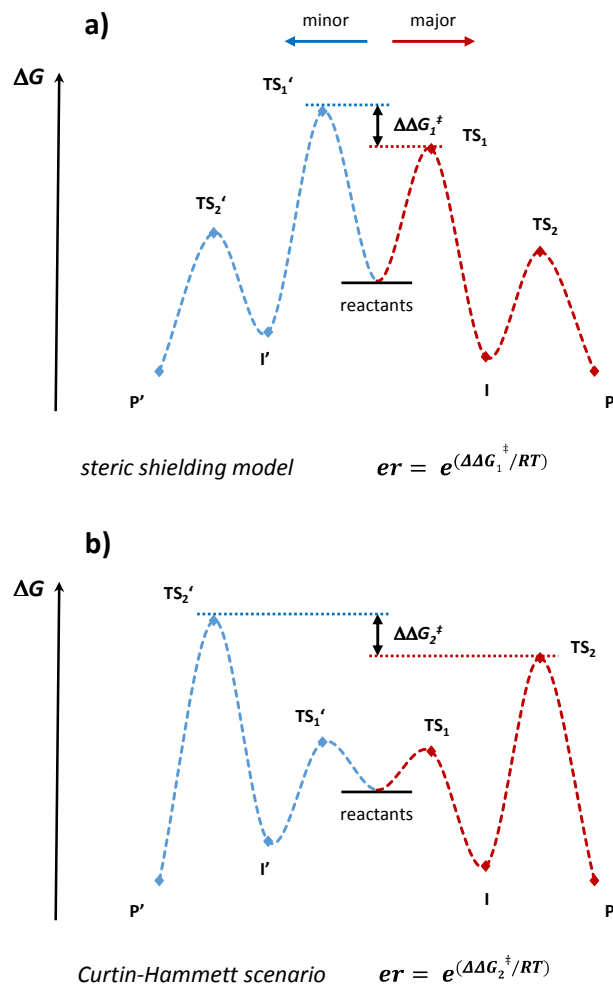 a)
minor major
ΔG
TS₁‘
ΔΔG₁‡
TS₁
TS₂‘
TS₂
reactants
I’
I
P’
P
steric shielding model er = e^(ΔΔG₁‡/RT)
b)
ΔG
TS₂‘
ΔΔG₂‡
TS₂
TS₁‘
TS₁
reactants
I’
I
P’
P
Curtin-Hammett scenario er = e^(ΔΔG₂‡/RT)